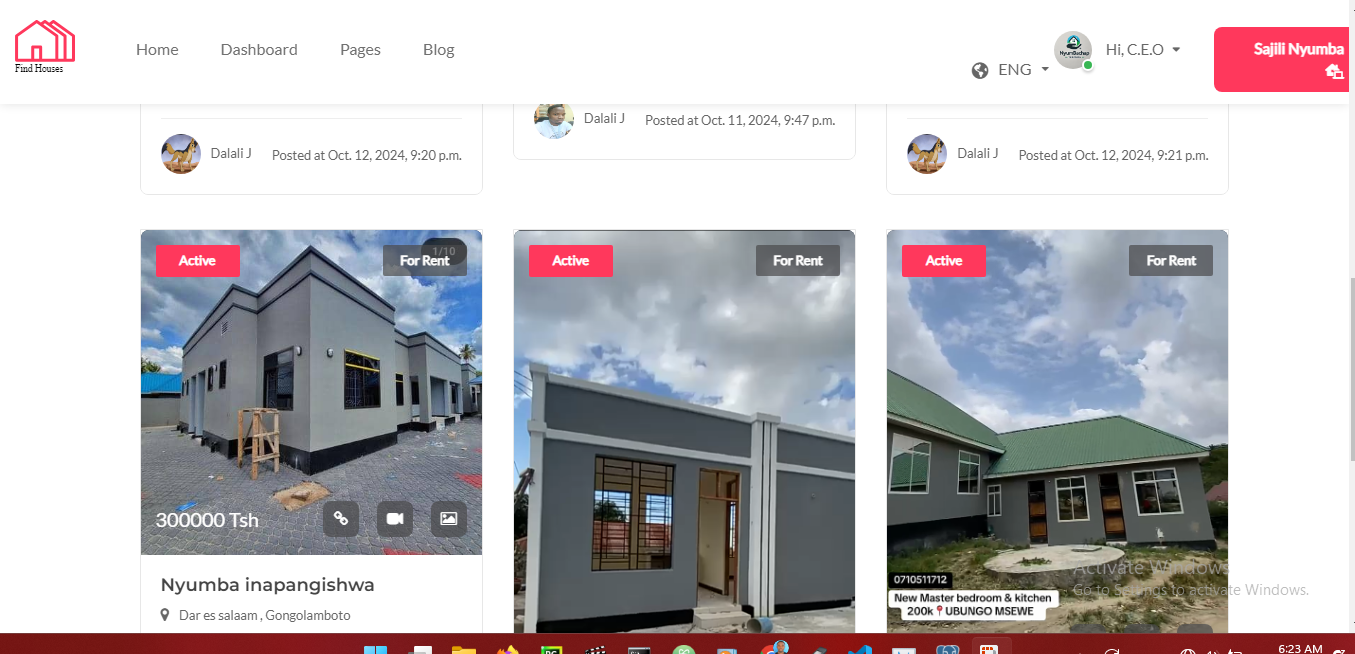 Find Houses
Home
Dashboard
Pages
Blog
ENG
NyumbaChap
Hi, C.E.O
Sajili Nyumba
Dalali J
Posted at Oct. 12, 2024, 9:20 p.m.
Dalali J
Posted at Oct. 11, 2024, 9:47 p.m.
Dalali J
Posted at Oct. 12, 2024, 9:21 p.m.
Active
1/10
For Rent
300000 Tsh
Nyumba inapangishwa
Dar es salaam , Gongolamboto
Active
For Rent
Active
For Rent
0710511712
New Master bedroom & kitchen
200k UBUNGO MSEWE
Activate Windows
Go to Settings to activate Windows.
6:23 AM